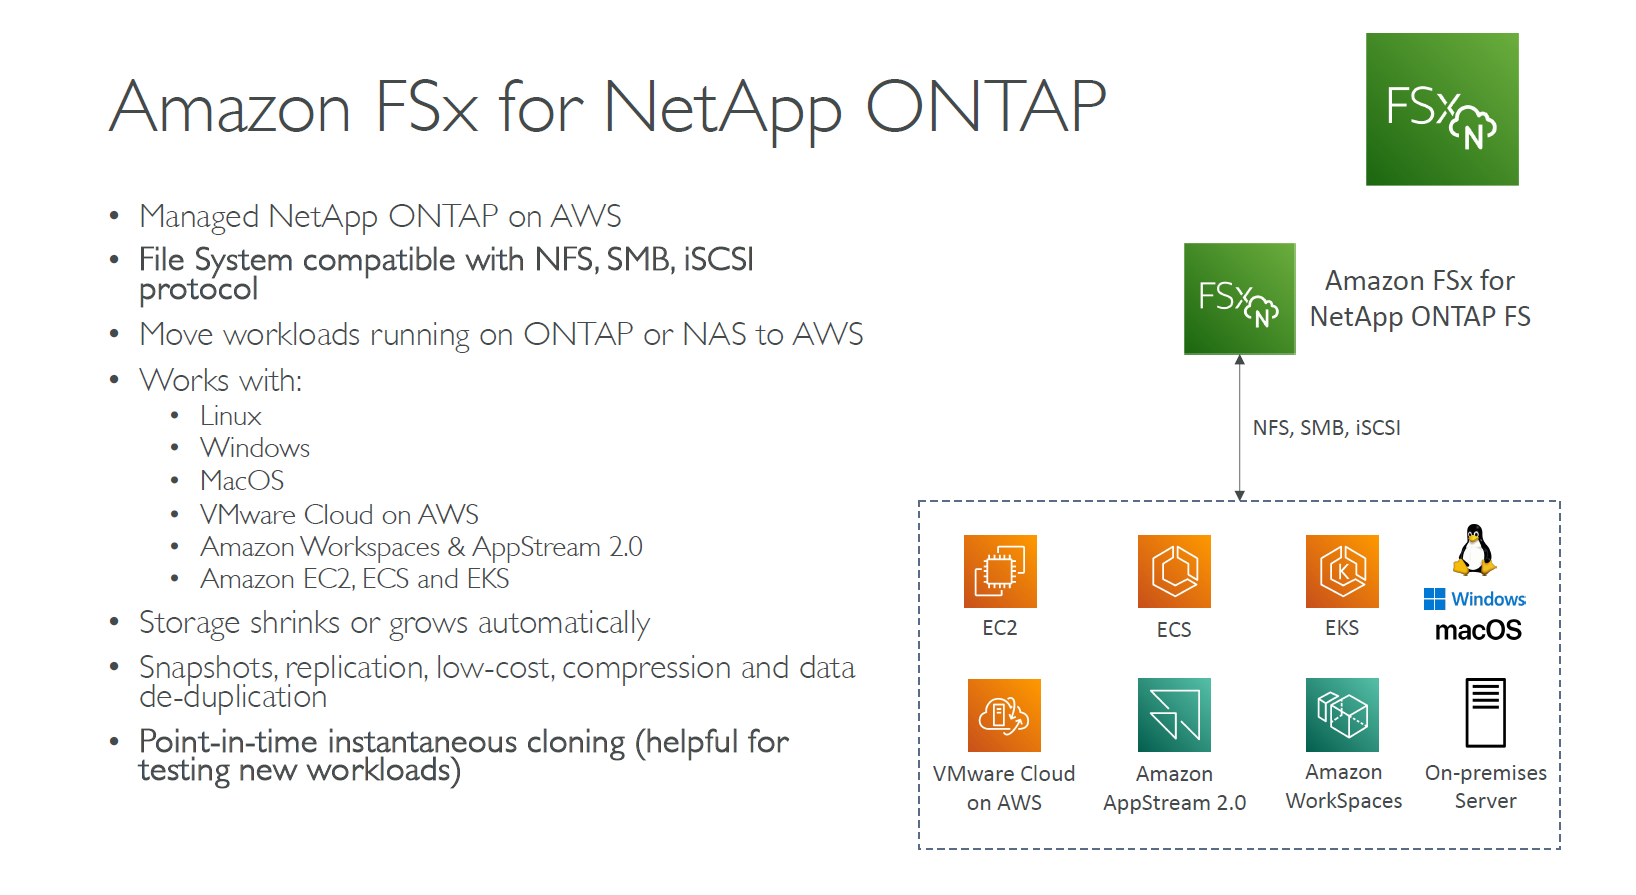 Amazon FSx for NetApp ONTAP
FSx
N
• Managed NetApp ONTAP on AWS
• File System compatible with NFS, SMB, iSCSI
protocol
• Move workloads running on ONTAP or NAS to AWS
• Works with:
• Linux
• Windows
• MacOS
• VMware Cloud on AWS
• Amazon Workspaces & AppStream 2.0
• Amazon EC2, ECS and EKS
• Storage shrinks or grows automatically
• Snapshots, replication, low-cost, compression and data
de-duplication
• Point-in-time instantaneous cloning (helpful for
testing new workloads)
FSx
N
Amazon FSx for
NetApp ONTAP FS
NFS, SMB, iSCSI
EC2
ECS
K
EKS
Windows
macOS
VMware Cloud
on AWS
Amazon
AppStream 2.0
Amazon
WorkSpaces
On-premises
Server